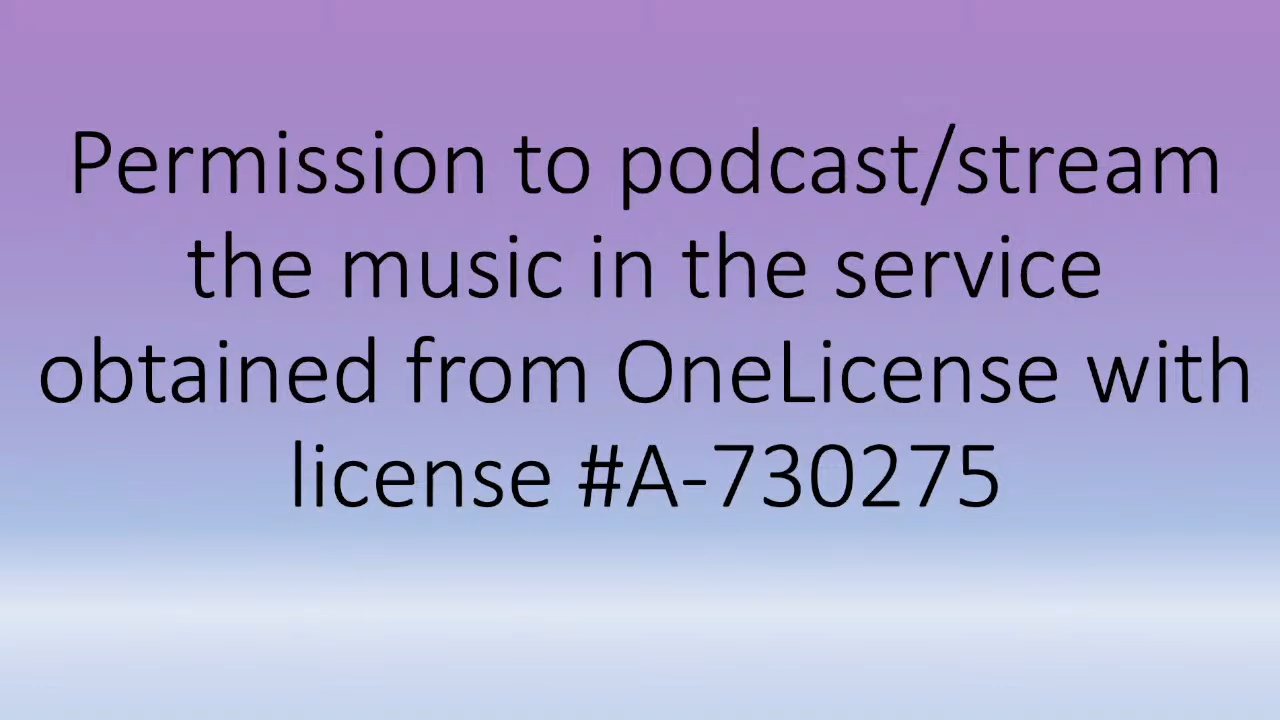 Permission to podcast/stream
the music in the service
obtained from OneLicense with
license #A-730275